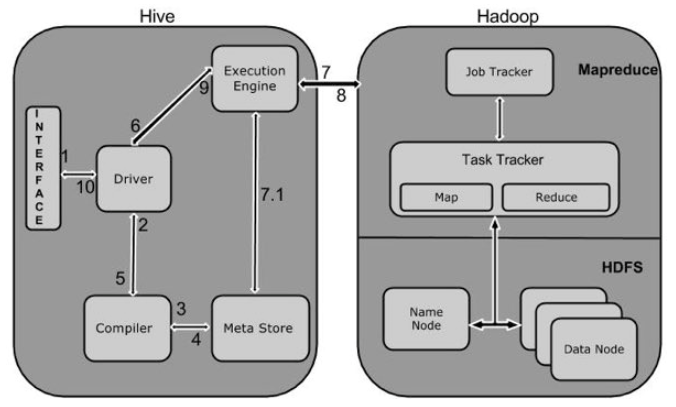 Hive
Hadoop
Execution
Engine
7
8
Job Tracker
Mapreduce
9
6
INTERFACE
1
10
Driver
Task Tracker
Map
Reduce
7.1
2
HDFS
5
3
4
Compiler
Meta Store
Name
Node
Data Node